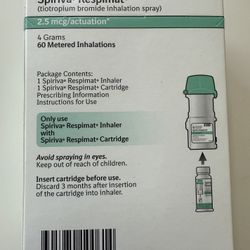 Spiriva® Respimat®
(tiotropium bromide inhalation spray)
2.5 mcg/actuation*
4 Grams
60 Metered Inhalations
Package Contents:
1 Spiriva® Respimat® Inhaler
1 Spiriva® Respimat® Cartridge
Prescribing Information
Instructions for Use
Only use
Spiriva® Respimat® Inhaler
with
Spiriva® Respimat® Cartridge
Avoid spraying in eyes.
Keep out of reach of children.
Insert cartridge before use.
Discard 3 months after insertion
of the cartridge into inhaler.